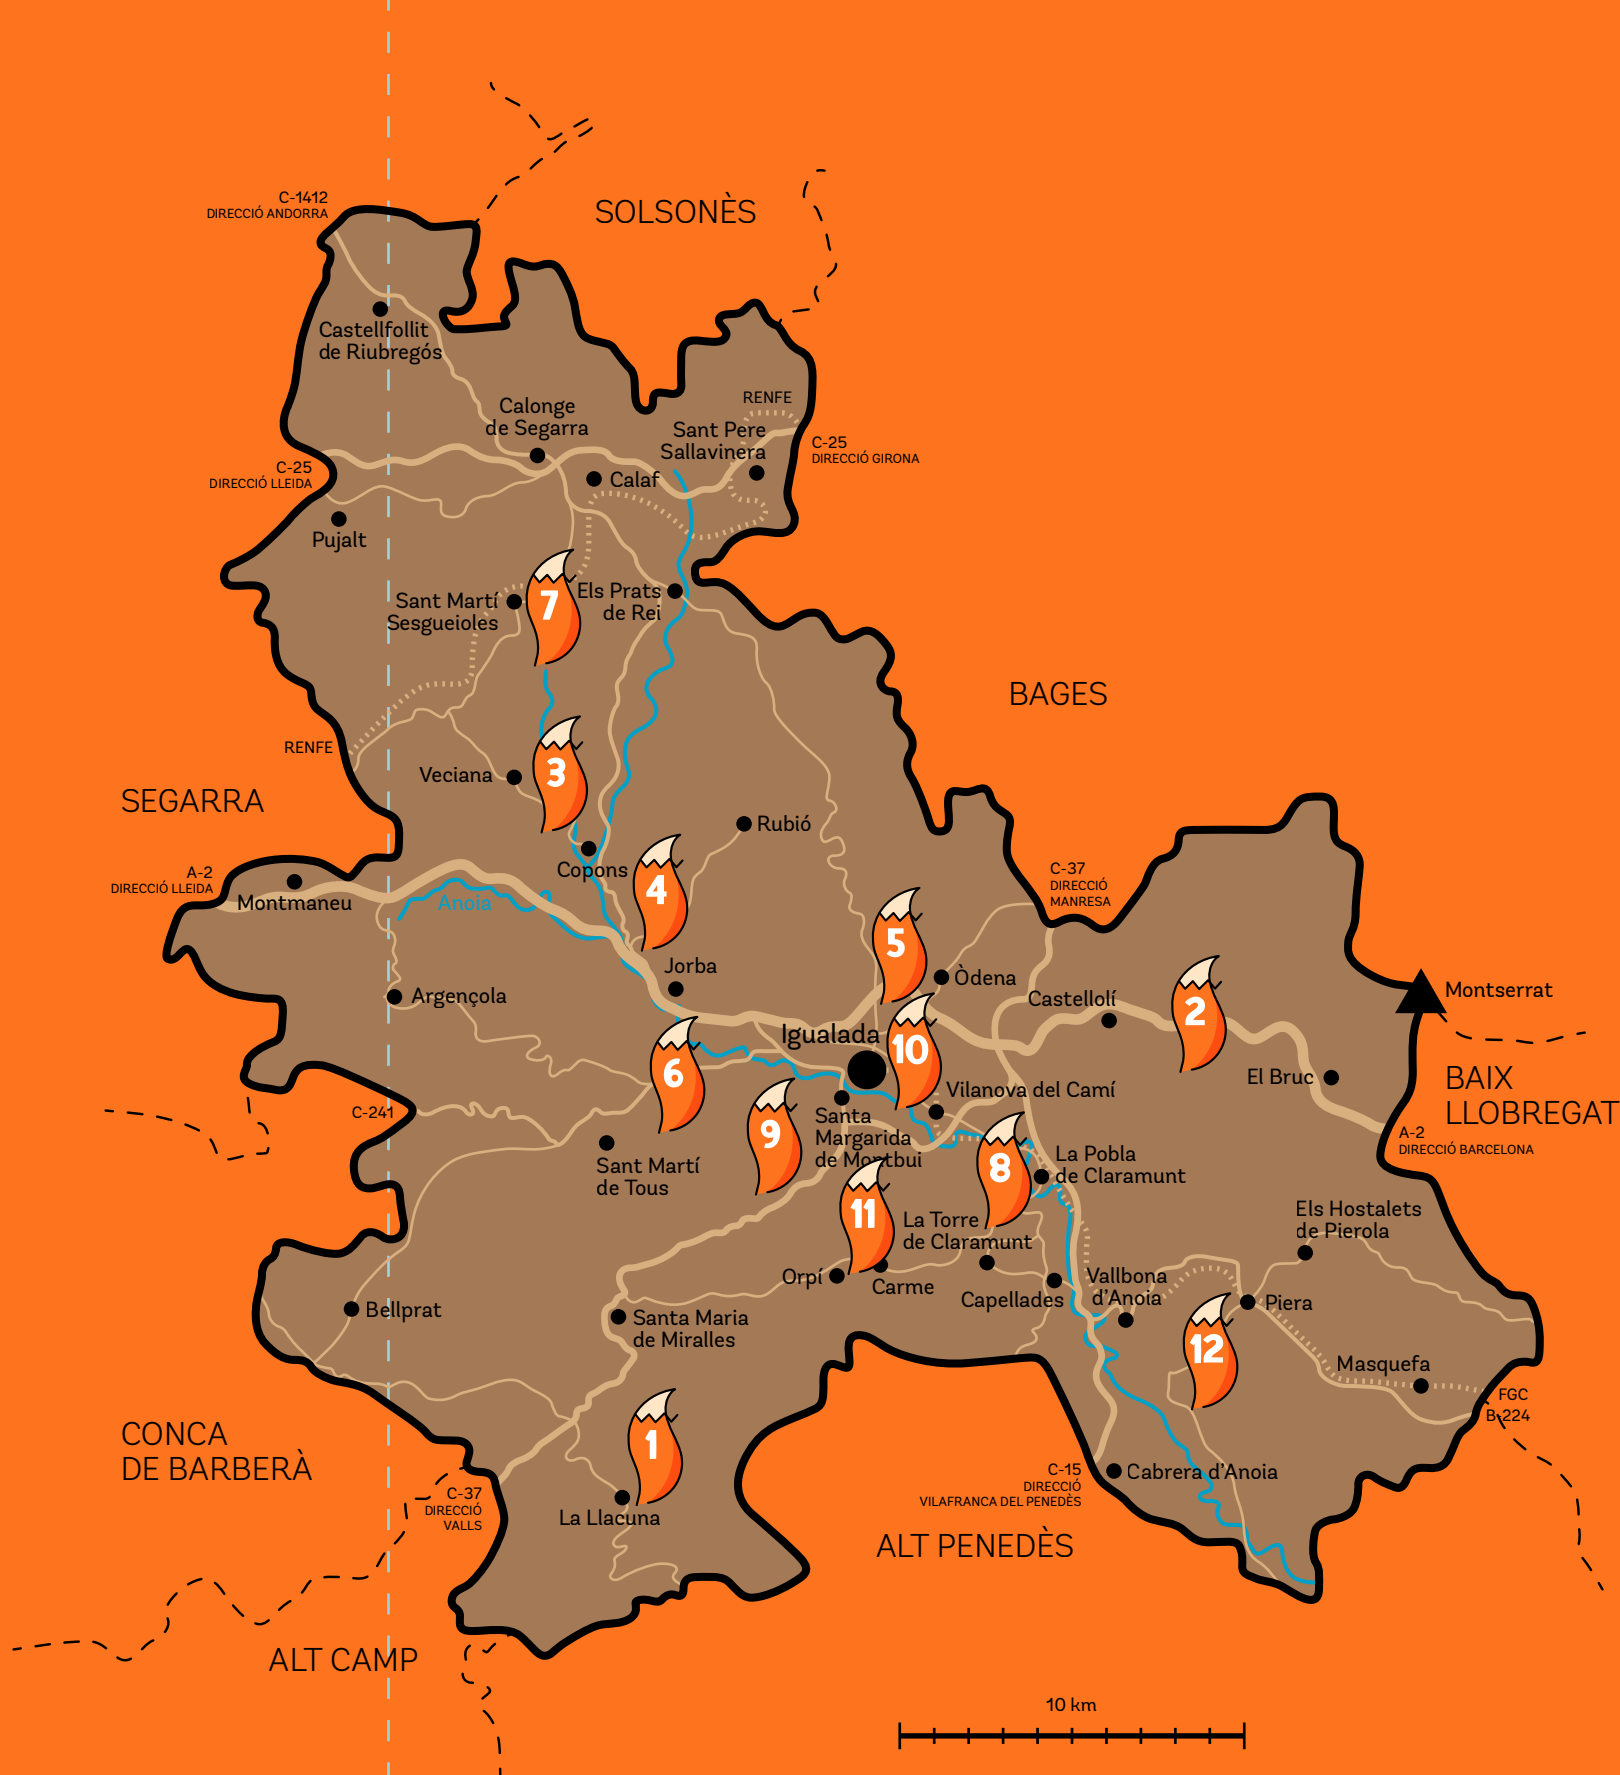 C-1412
DIRECCIÓ ANDORRA
SOLSONÈS
Castellfollit
de Riubregós
Calonge
de Segarra
RENFE
Sant Pere
Sallavinera
C-25
DIRECCIÓ GIRONA
C-25
DIRECCIÓ LLEIDA
Calaf
Pujalt
Sant Martí
Sesgueioles
7
Els Prats
de Rei
BAGES
RENFE
SEGARRA
Veciana
3
Rubió
Copons
4
A-2
DIRECCIÓ LLEIDA
Montmaneu
Anoia
C-37
DIRECCIÓ
MANRESA
5
Jorba
Òdena
Argençola
Castellolí
2
Montserrat
Igualada
10
6
El Bruc
BAIX
LLOBREGAT
Vilanova del Camí
C-241
Santa
Margarida
de Montbui
9
A-2
DIRECCIÓ BARCELONA
Sant Martí
de Tous
8
La Pobla
de Claramunt
11
La Torre
de Claramunt
Els Hostalets
de Pierola
Orpí
Carme
Capellades
Vallbona
d'Anoia
Piera
Bellprat
Santa Maria
de Miralles
12
Masquefa
FGC
B-224
CONCA
DE BARBERÀ
1
C-37
DIRECCIÓ
VALLS
La Llacuna
C-15
DIRECCIÓ
VILAFRANCA DEL PENEDÈS
Cabrera d'Anoia
ALT PENEDÈS
ALT CAMP
10 km